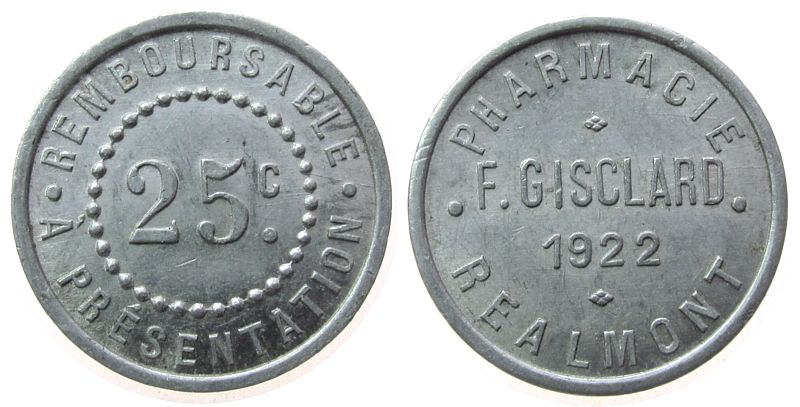 REMBOURSABLE
25C.
À PRÉSENTATION
PHARMACIE
F. GISCLARD.
1922
REALMONT